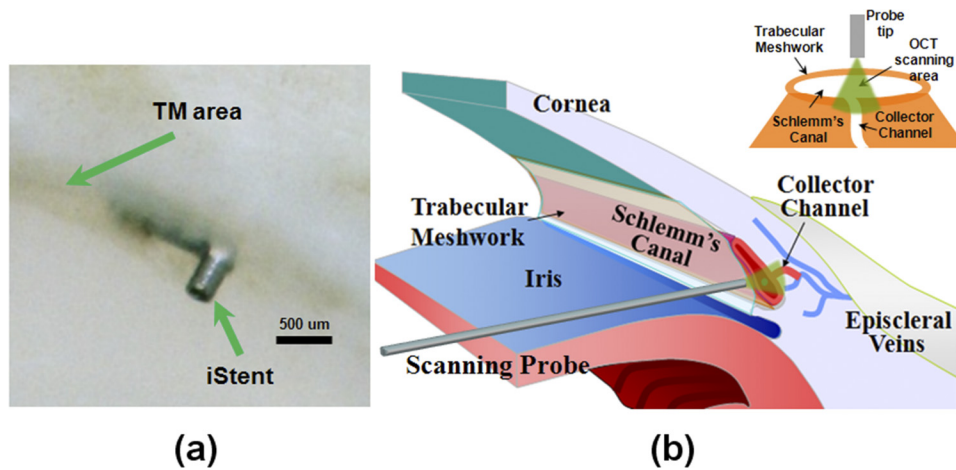 TM area
iStent
500 um
(a)
Cornea
Trabecular
Meshwork
Schlemm's
Canal
Iris
Scanning Probe
Collector
Channel
Episcleral
Veins
Probe
tip
Trabecular
Meshwork
OCT
scanning
area
Schlemm's
Canal
Collector
Channel
(b)